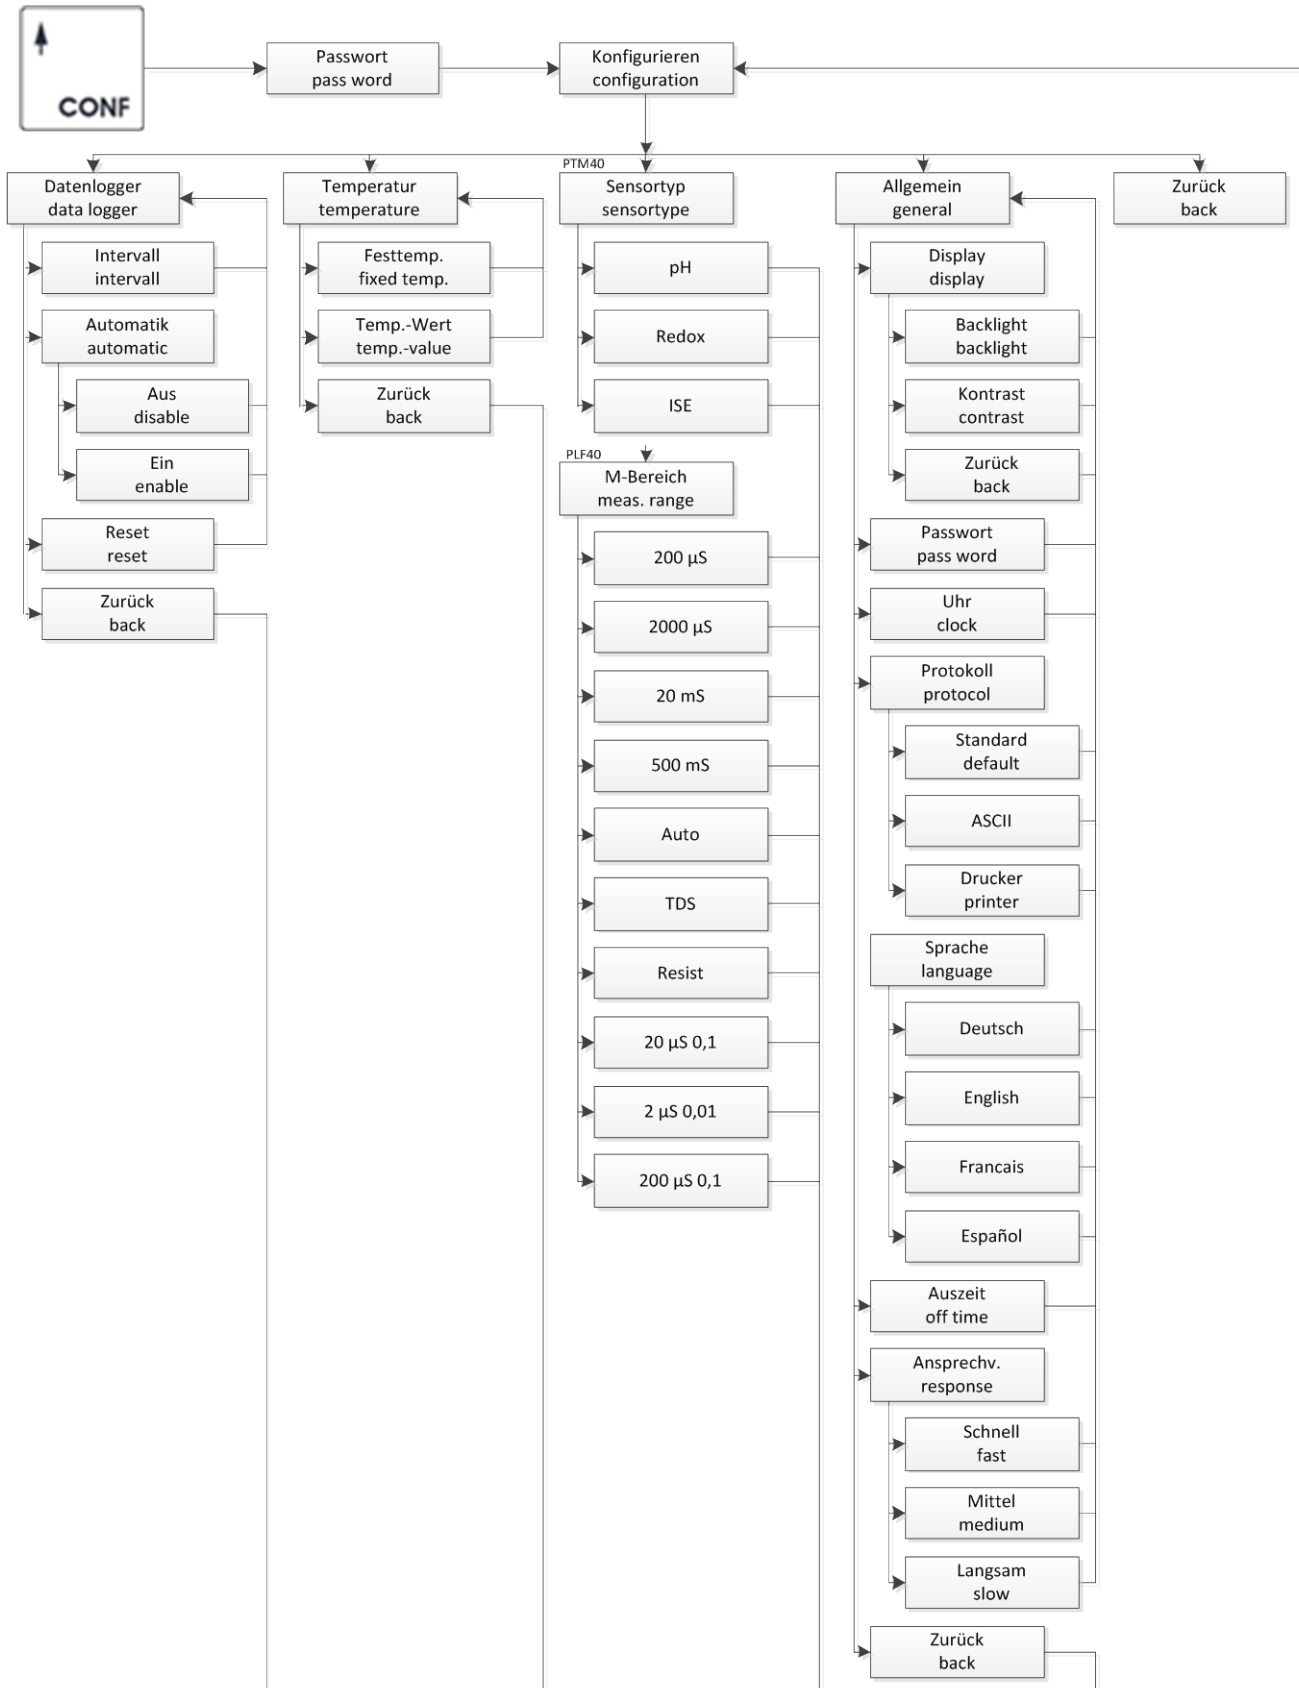 CONF
Passwort
pass word
Konfigurieren
configuration
Datenlogger
data logger
Intervall
intervall
Automatik
automatic
Aus
disable
Ein
enable
Reset
reset
Zurück
back
Temperatur
temperature
Festtemp.
fixed temp.
Temp.-Wert
temp.-value
Zurück
back
PTM40
Sensortyp
sensortype
pH
Redox
ISE
PLF40
M-Bereich
meas. range
200 µS
2000 µS
20 mS
500 mS
Auto
TDS
Resist
20 µS 0,1
2 µS 0,01
200 µS 0,1
Allgemein
general
Display
display
Backlight
backlight
Kontrast
contrast
Zurück
back
Passwort
pass word
Uhr
clock
Protokoll
protocol
Standard
default
ASCII
Drucker
printer
Sprache
language
Deutsch
English
Francais
Español
Auszeit
off time
Ansprechv.
response
Schnell
fast
Mittel
medium
Langsam
slow
Zurück
back
Zurück
back